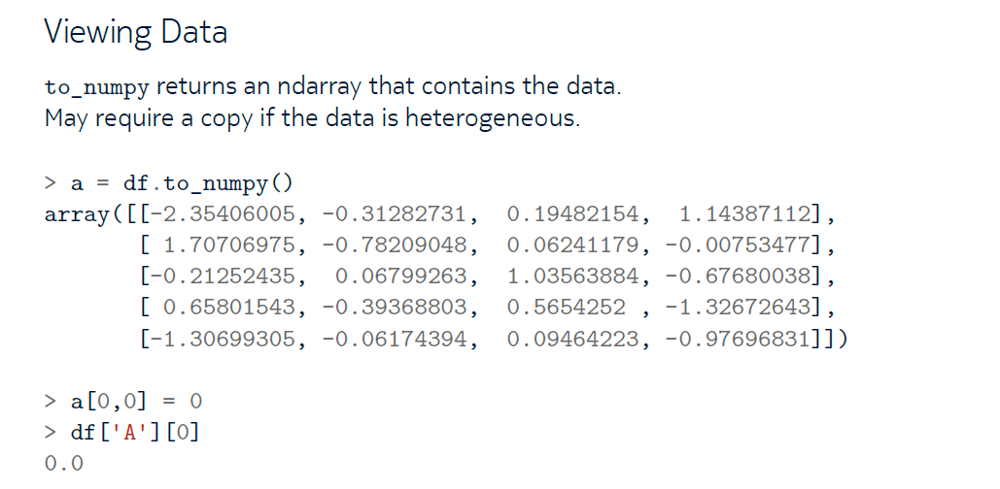 Viewing Data
to_numpy returns an ndarray that contains the data.
May require a copy if the data is heterogeneous.
> a = df.to_numpy()
array([[-2.35406005, -0.31282731,  0.19482154,  1.14387112],
       [ 1.70706975, -0.78209048,  0.06241179, -0.00753477],
       [-0.21252435,  0.06799263,  1.03563884, -0.67680038],
       [ 0.65801543, -0.39368803,  0.5654252 , -1.32672643],
       [-1.30699305, -0.06174394,  0.09464223, -0.97696831]])
> a[0,0] = 0
> df['A'][0]
0.0